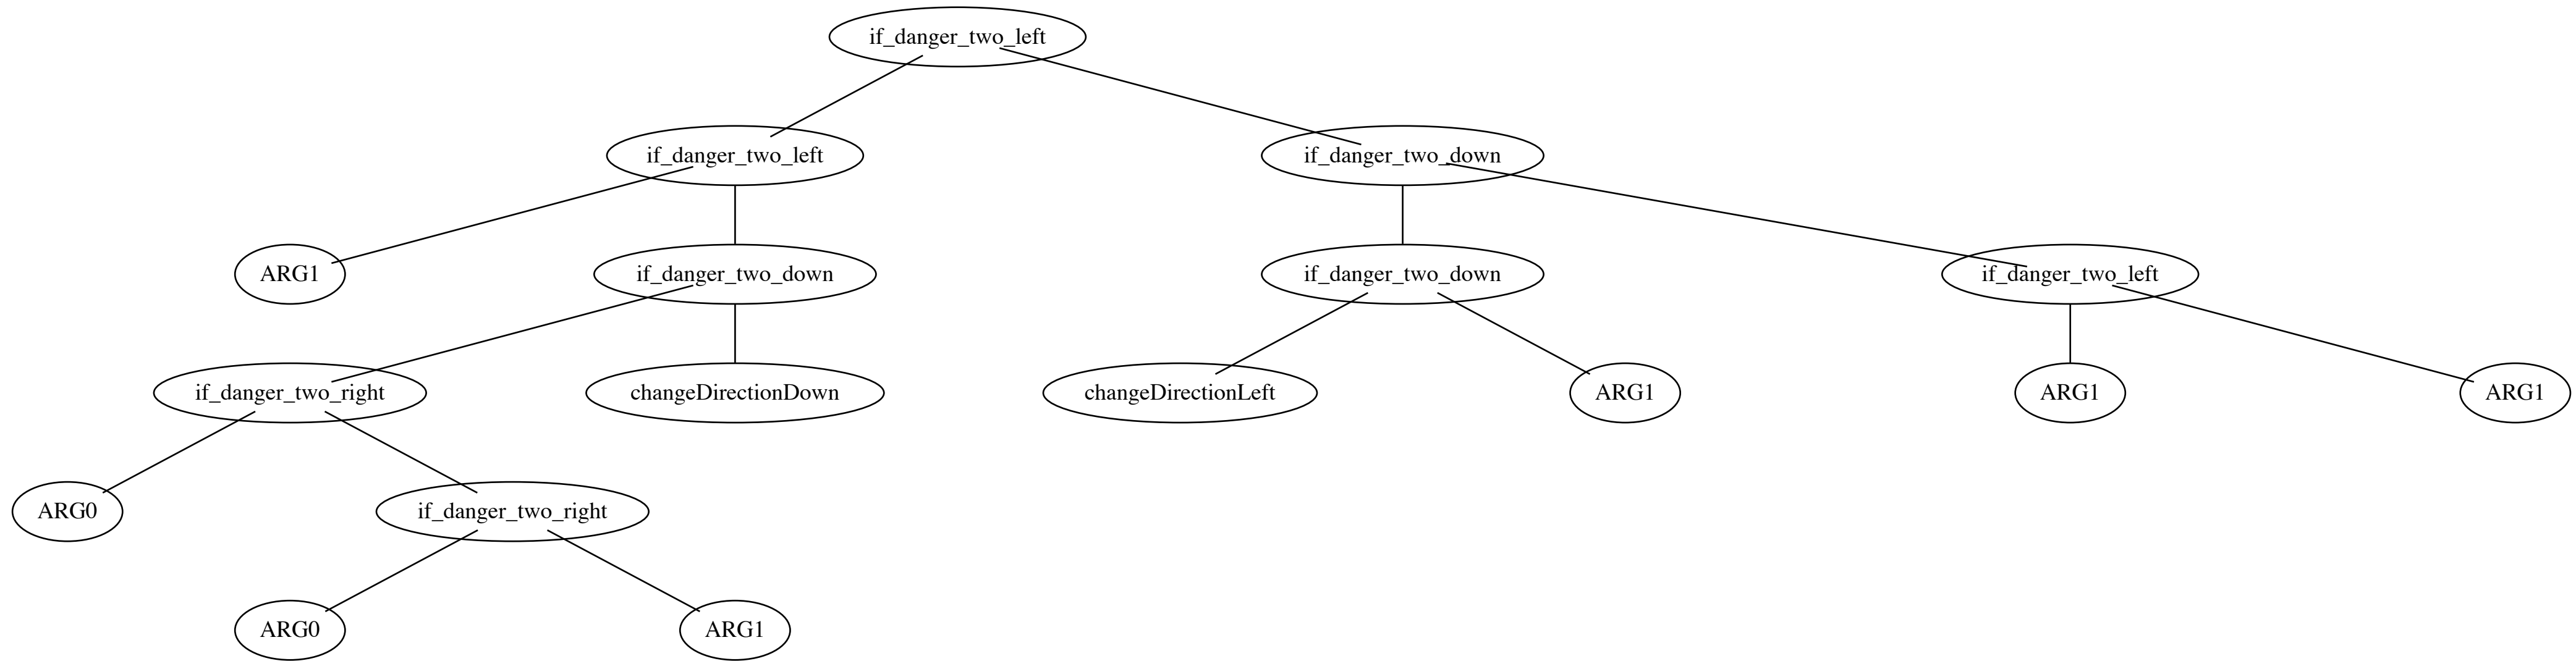 if_danger_two_left
if_danger_two_left if_danger_two_down
ARG1 if_danger_two_down if_danger_two_down if_danger_two_left
if_danger_two_right changeDirectionDown changeDirectionLeft ARG1 ARG1 ARG1
ARG0 if_danger_two_right
ARG0 ARG1